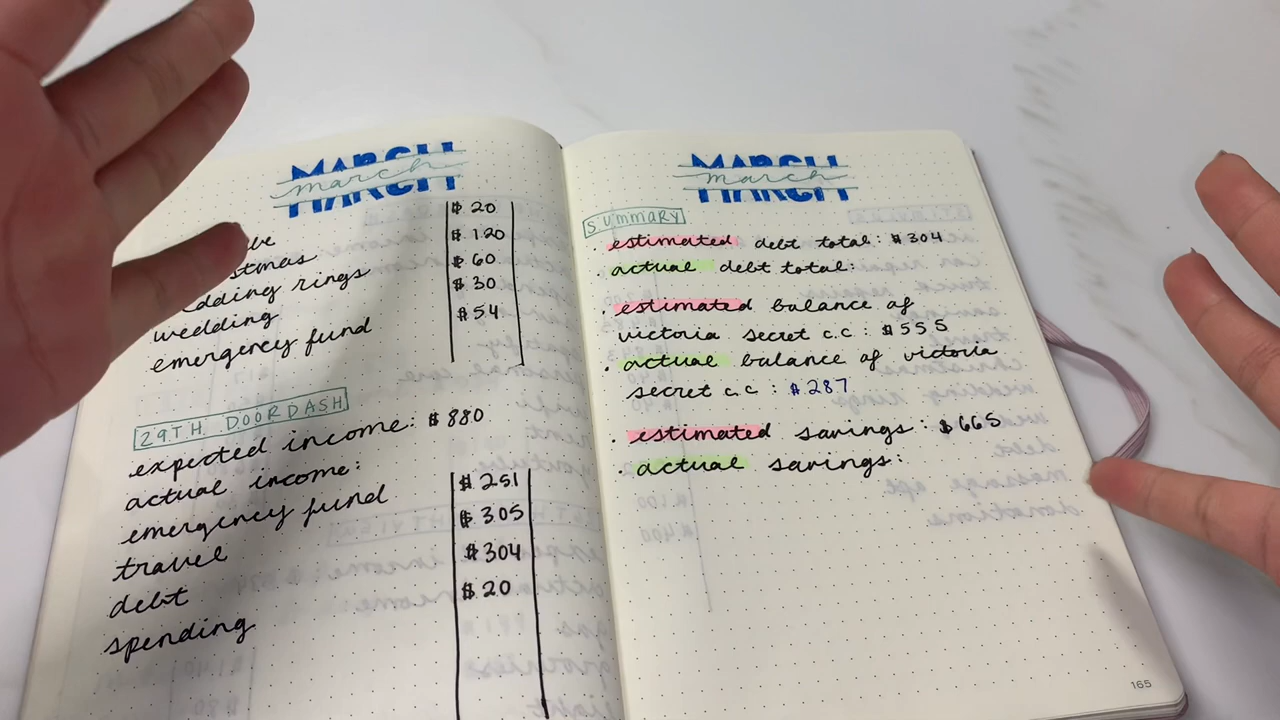 MARCH
march
$20
$120
rings $60
wedding $30
emergency fund $54
29TH DOORDASH
expected income: $880
actual income:
emergency fund $251
travel $305
debt $304
spending $20
MARCH
march
SUMMARY
• estimated debt total: $304
• actual debt total:
• estimated balance of
victoria secret c.c: $555
• actual balance of victoria
secret c.c: $287
• estimated savings: $665
• actual savings:
165